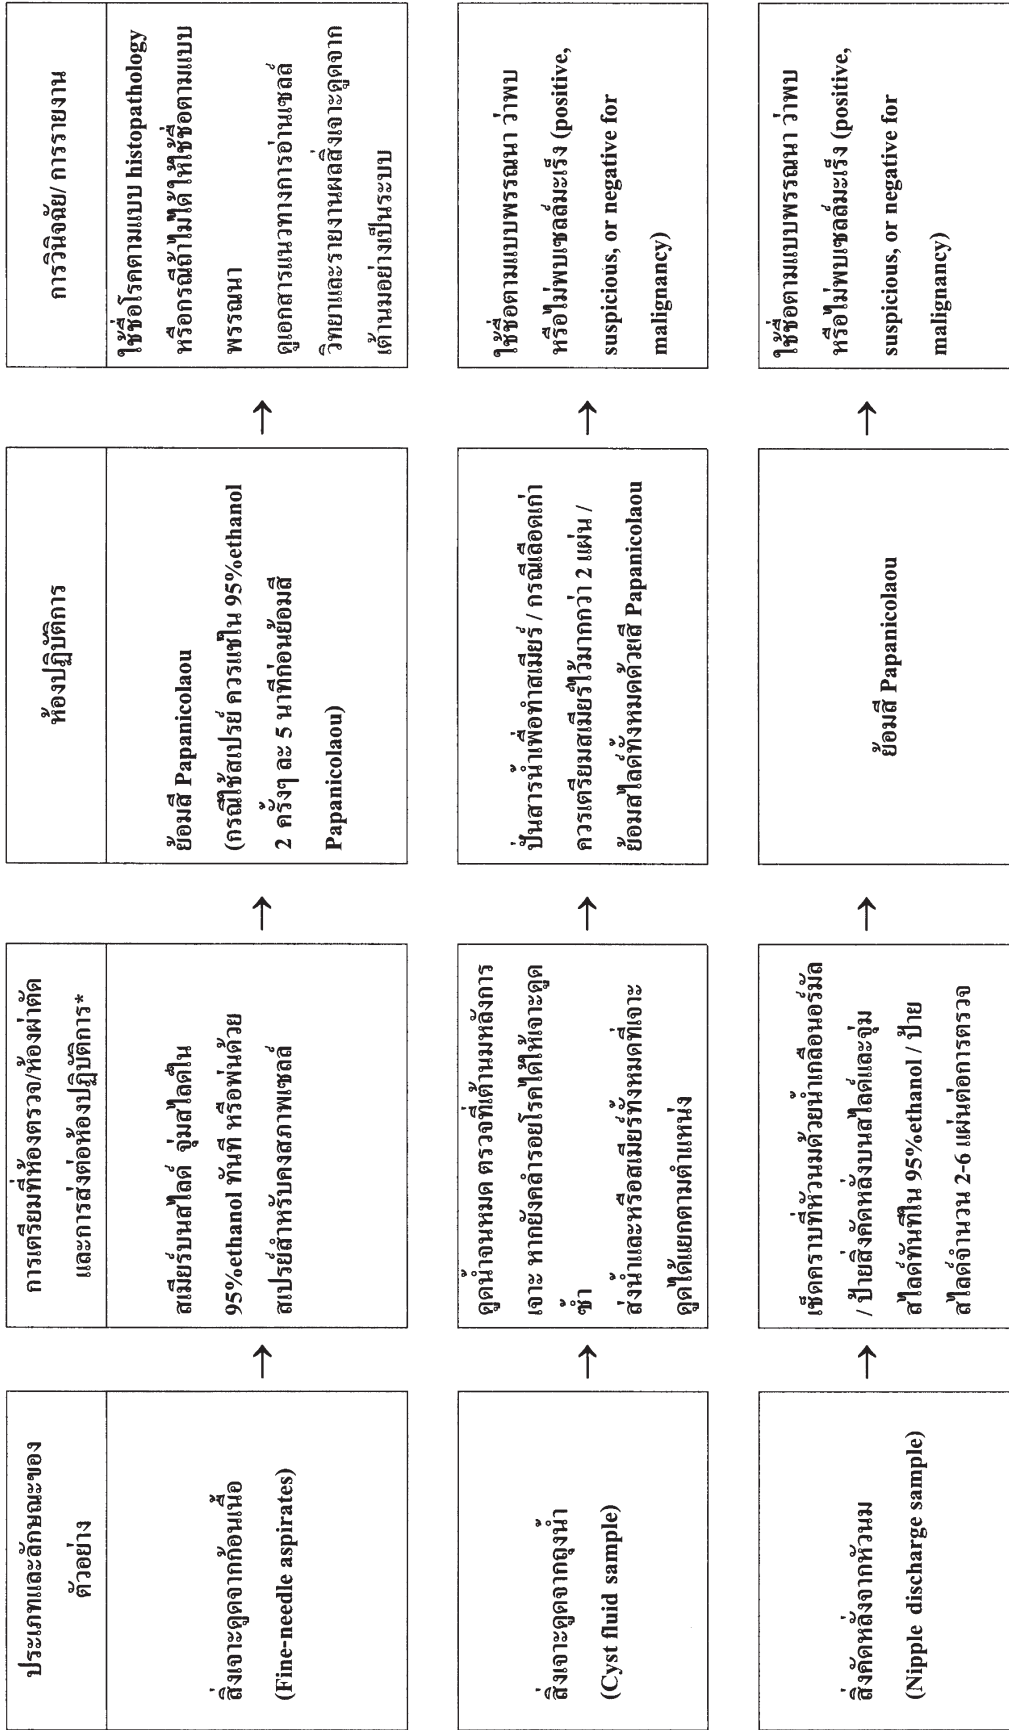 ประเภทและลักษณะของ
ตัวอย่าง
การเตรียมที่ห้องตรวจ/ห้องผ่าตัด
และการส่งต่อห้องปฏิบัติการ*
ห้องปฏิบัติการ
การวินิจฉัย/ การรายงาน
สิ่งเจาะดูดจากก้อนเนื้อ
(Fine-needle aspirates)
→
สเมียร์บนสไลด์ จุ่มสไลด์ใน
95%ethanol ทันที หรือพ่นด้วย
สเปรย์สำหรับคงสภาพเซลล์
→
ย้อมสี Papanicolaou
(กรณีใช้สเปรย์ ควรแช่ใน 95%ethanol
2 ครั้งๆ ละ 5 นาทีก่อนย้อมสี
Papanicolaou)
→
ใช้ชื่อโรคตามแบบ histopathology
หรือกรณีถ้าไม่ได้ให้ใช้ชื่อตามแบบ
พรรณนา
ดูเอกสารแนวทางการอ่านเซลล์
วิทยาและรายงานผลสิ่งเจาะดูดจาก
เต้านมอย่างเป็นระบบ
สิ่งเจาะดูดจากถุงน้ำ
(Cyst fluid sample)
→
ดูดน้ำจนหมด ตรวจที่เต้านมหลังการ
เจาะ หากยังคลำรอยโรคได้ให้เจาะดูด
ซ้ำ
ส่งน้ำและหรือสเมียร์ทั้งหมดที่เจาะ
ดูดได้แยกตามตำแหน่ง
→
ปั่นสารน้ำเพื่อทำสเมียร์ / กรณีเลือดเก่า
ควรเตรียมสเมียร์ไว้มากกว่า 2 แผ่น /
ย้อมสไลด์ทั้งหมดด้วยสี Papanicolaou
→
ใช้ชื่อตามแบบพรรณนา ว่าพบ
หรือไม่พบเซลล์มะเร็ง (positive,
suspicious, or negative for
malignancy)
สิ่งคัดหลั่งจากหัวนม
(Nipple discharge sample)
→
เช็ดคราบที่หัวนมด้วยน้ำเกลือนอร์มัล
/ ป้ายสิ่งคัดหลั่งบนสไลด์และจุ่ม
สไลด์ทันทีใน 95%ethanol / ป้าย
สไลด์จำนวน 2-6 แผ่นต่อการตรวจ
→
ย้อมสี Papanicolaou
→
ใช้ชื่อตามแบบพรรณนา ว่าพบ
หรือไม่พบเซลล์มะเร็ง (positive,
suspicious, or negative for
malignancy)